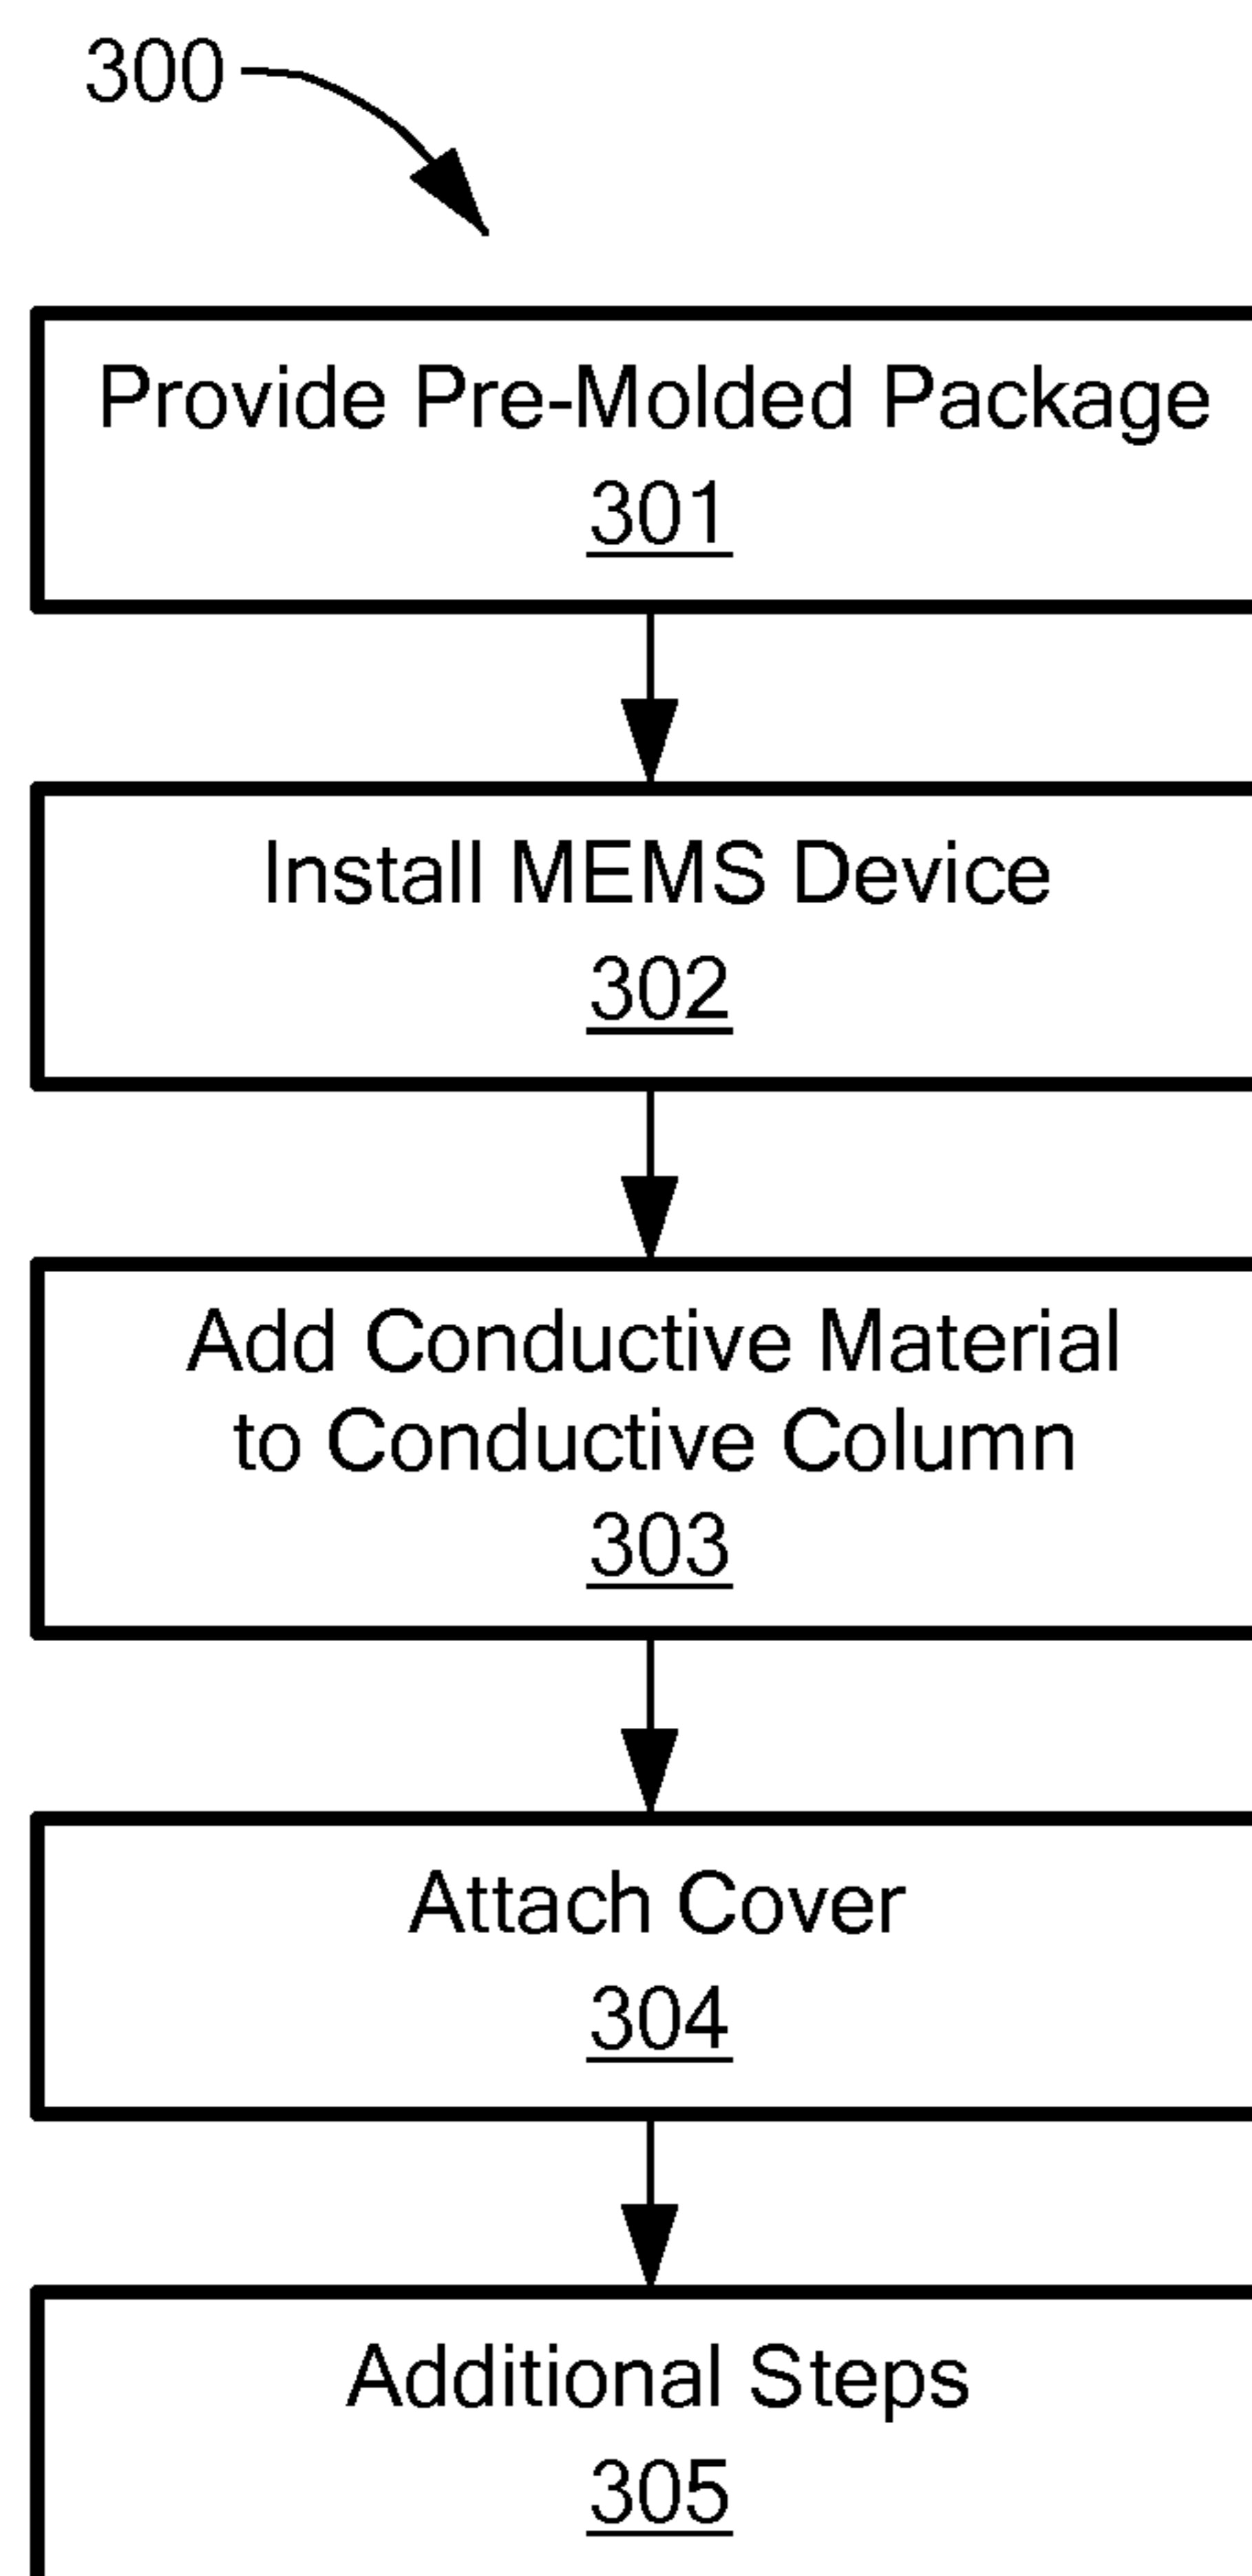 300
Provide Pre-Molded Package
301
Install MEMS Device
302
Add Conductive Material
to Conductive Column
303
Attach Cover
304
Additional Steps
305